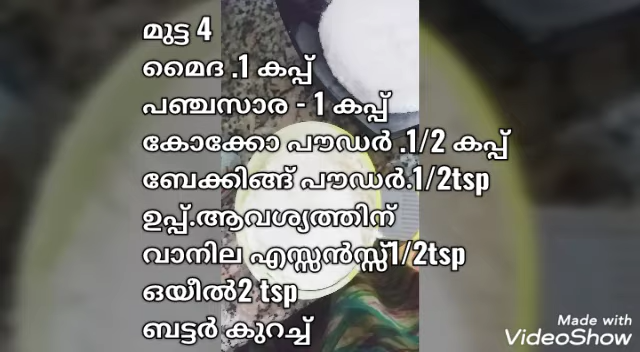 മുട്ട 4
മൈദ .1 കപ്പ്
പഞ്ചസാര - 1 കപ്പ്
കോക്കോ പൗഡർ .1/2 കപ്പ്
ബേക്കിങ്ങ് പൗഡർ.1/2tsp
ഉപ്പ്.ആവശ്യത്തിന്
വാനില എസ്സൻസ്സ്1/2tsp
ഒയീൽ2 tsp
ബട്ടർ കുറച്ച്
Made with
VideoShow